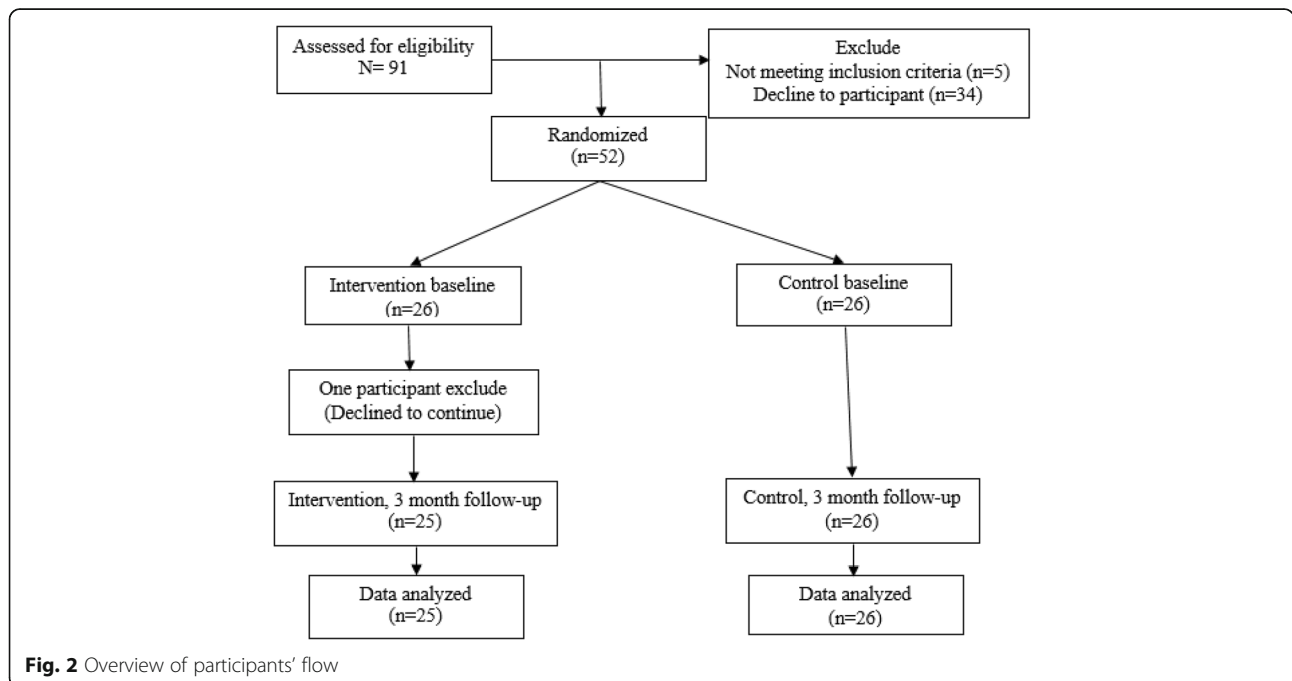 Assessed for eligibility
N= 91
Exclude
Not meeting inclusion criteria (n=5)
Decline to participant (n=34)
Randomized
(n=52)
Intervention baseline
(n=26)
Control baseline
(n=26)
One participant exclude
(Declined to continue)
Intervention, 3 month follow-up
(n=25)
Control, 3 month follow-up
(n=26)
Data analyzed
(n=25)
Data analyzed
(n=26)
Fig. 2 Overview of participants’ flow